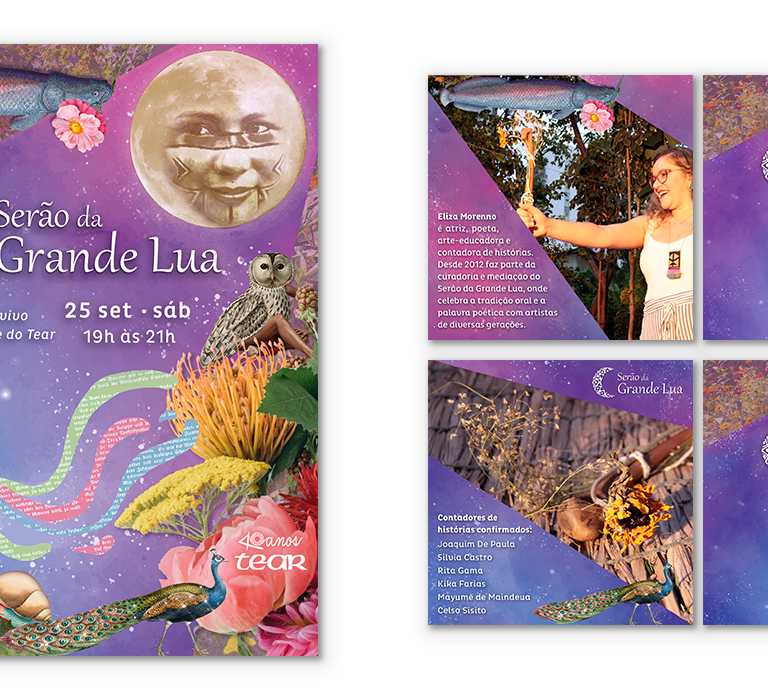 Serão da
Grande Lua
vivo
e do Tear
25 set · sáb
19h às 21h
40 anos
tear
Eliza Morenno
é atriz, poeta,
arte-educadora e
contadora de histórias.
Desde 2012 faz parte da
curadoria e mediação do
Serão da Grande Lua, onde
celebra a tradição oral e a
palavra poética com artistas
de diversas gerações.
Serão da
Grande Lua
Contadores de
histórias confirmados:
Joaquim De Paula
Silvia Castro
Rita Gama
Kika Farias
Mayumé de Maindeua
Celso Sisito